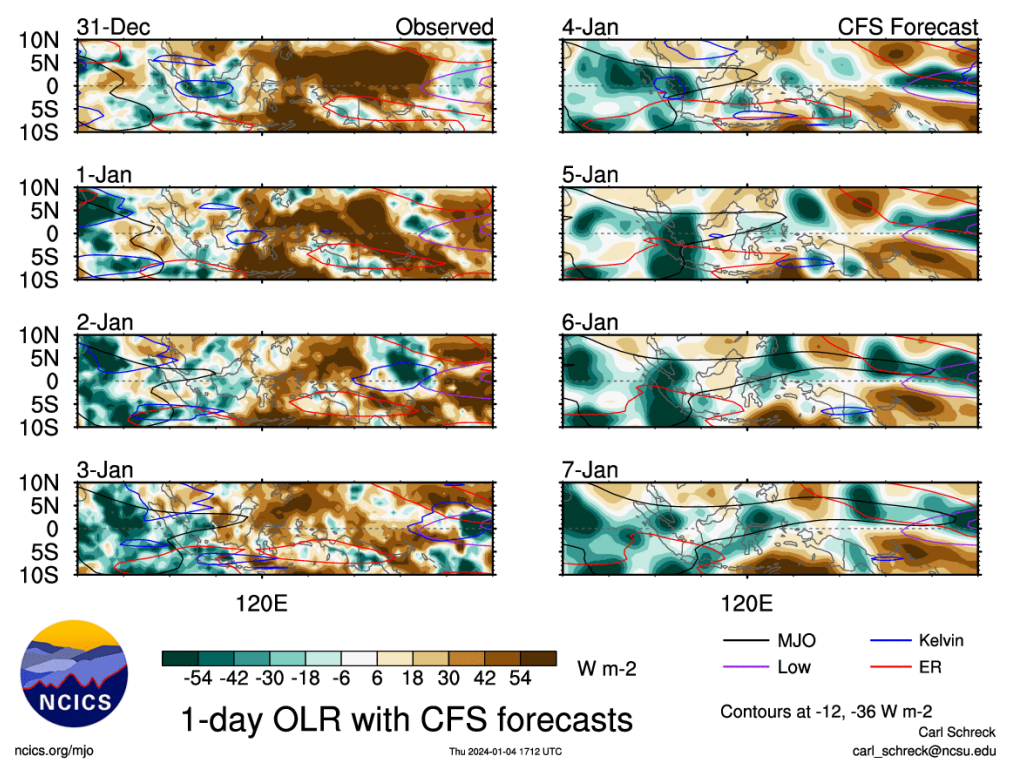 31-Dec Observed
10N
5N
0
5S
10S
1-Jan
10N
5N
0
5S
10S
2-Jan
10N
5N
0
5S
10S
3-Jan
10N
5N
0
5S
10S
120E
4-Jan CFS Forecast
5-Jan
6-Jan
7-Jan
120E
-54 -42 -30 -18 -6 6 18 30 42 54 W m-2
MJO Kelvin
Low ER
NCICS
1-day OLR with CFS forecasts
Contours at -12, -36 W m-2
Carl Schreck
ncics.org/mjo Thu 2024-01-04 1712 UTC carl_schreck@ncsu.edu